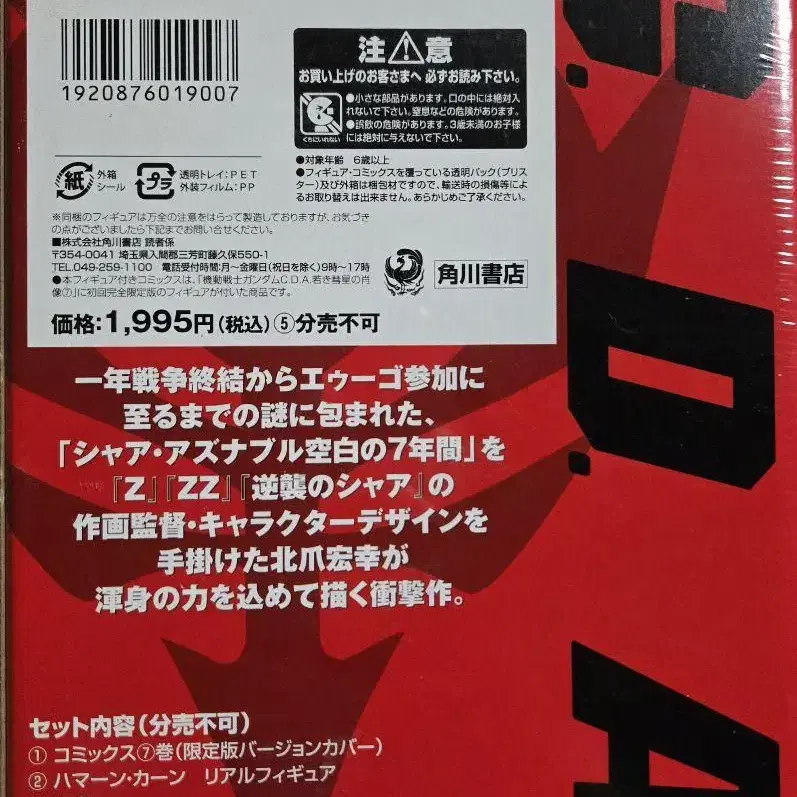 1920876019007
注意
お買い上げのお客さまへ 必ずお読み下さい。
●小さな部品があります。口の中には絶対入
れないで下さい。窒息などの危険があります。
●誤飲の危険があります。3歳未満のお子様
には絶対に与えないで下さい。
くちにいれない
●対象年齢 6歳以上
●フィギュア・コミックスを覆っている透明パック(ブリス
ター)及び外箱は梱包材ですので、輸送時の損傷等によ
るお取り替えは出来ません。あらかじめご了承ください。
紙 外箱
シール
プラ 透明トレイ:PET
外装フィルム:PP
※同梱のフィギュアは万全の注意をはらって製造しておりますが、お気づき
の点がございましたら下記までお問い合せください。
■株式会社角川書店 読者係
〒354-0041 埼玉県入間郡三芳町藤久保550-1
TEL.049-259-1100 電話受付時間:月~金曜日(祝日を除く)9時~17時
●本フィギュア付きコミックスは、「機動戦士ガンダムC.D.A.若き彗星の肖
像⑦」に初回完全限定版のフィギュアが付いた商品です。
角川書店
価格:1,995円(税込)⑤分売不可
一年戦争終結からエゥーゴ参加に
至るまでの謎に包まれた、
「シャア・アズナブル空白の7年間」を
『Z』『ZZ』『逆襲のシャア』の
作画監督・キャラクターデザインを
手掛けた北爪宏幸が
渾身の力を込めて描く衝撃作。
セット内容(分売不可)
① コミックス⑦巻(限定版バージョンカバー)
② ハマーン・カーン リアルフィギュア
C.D.A